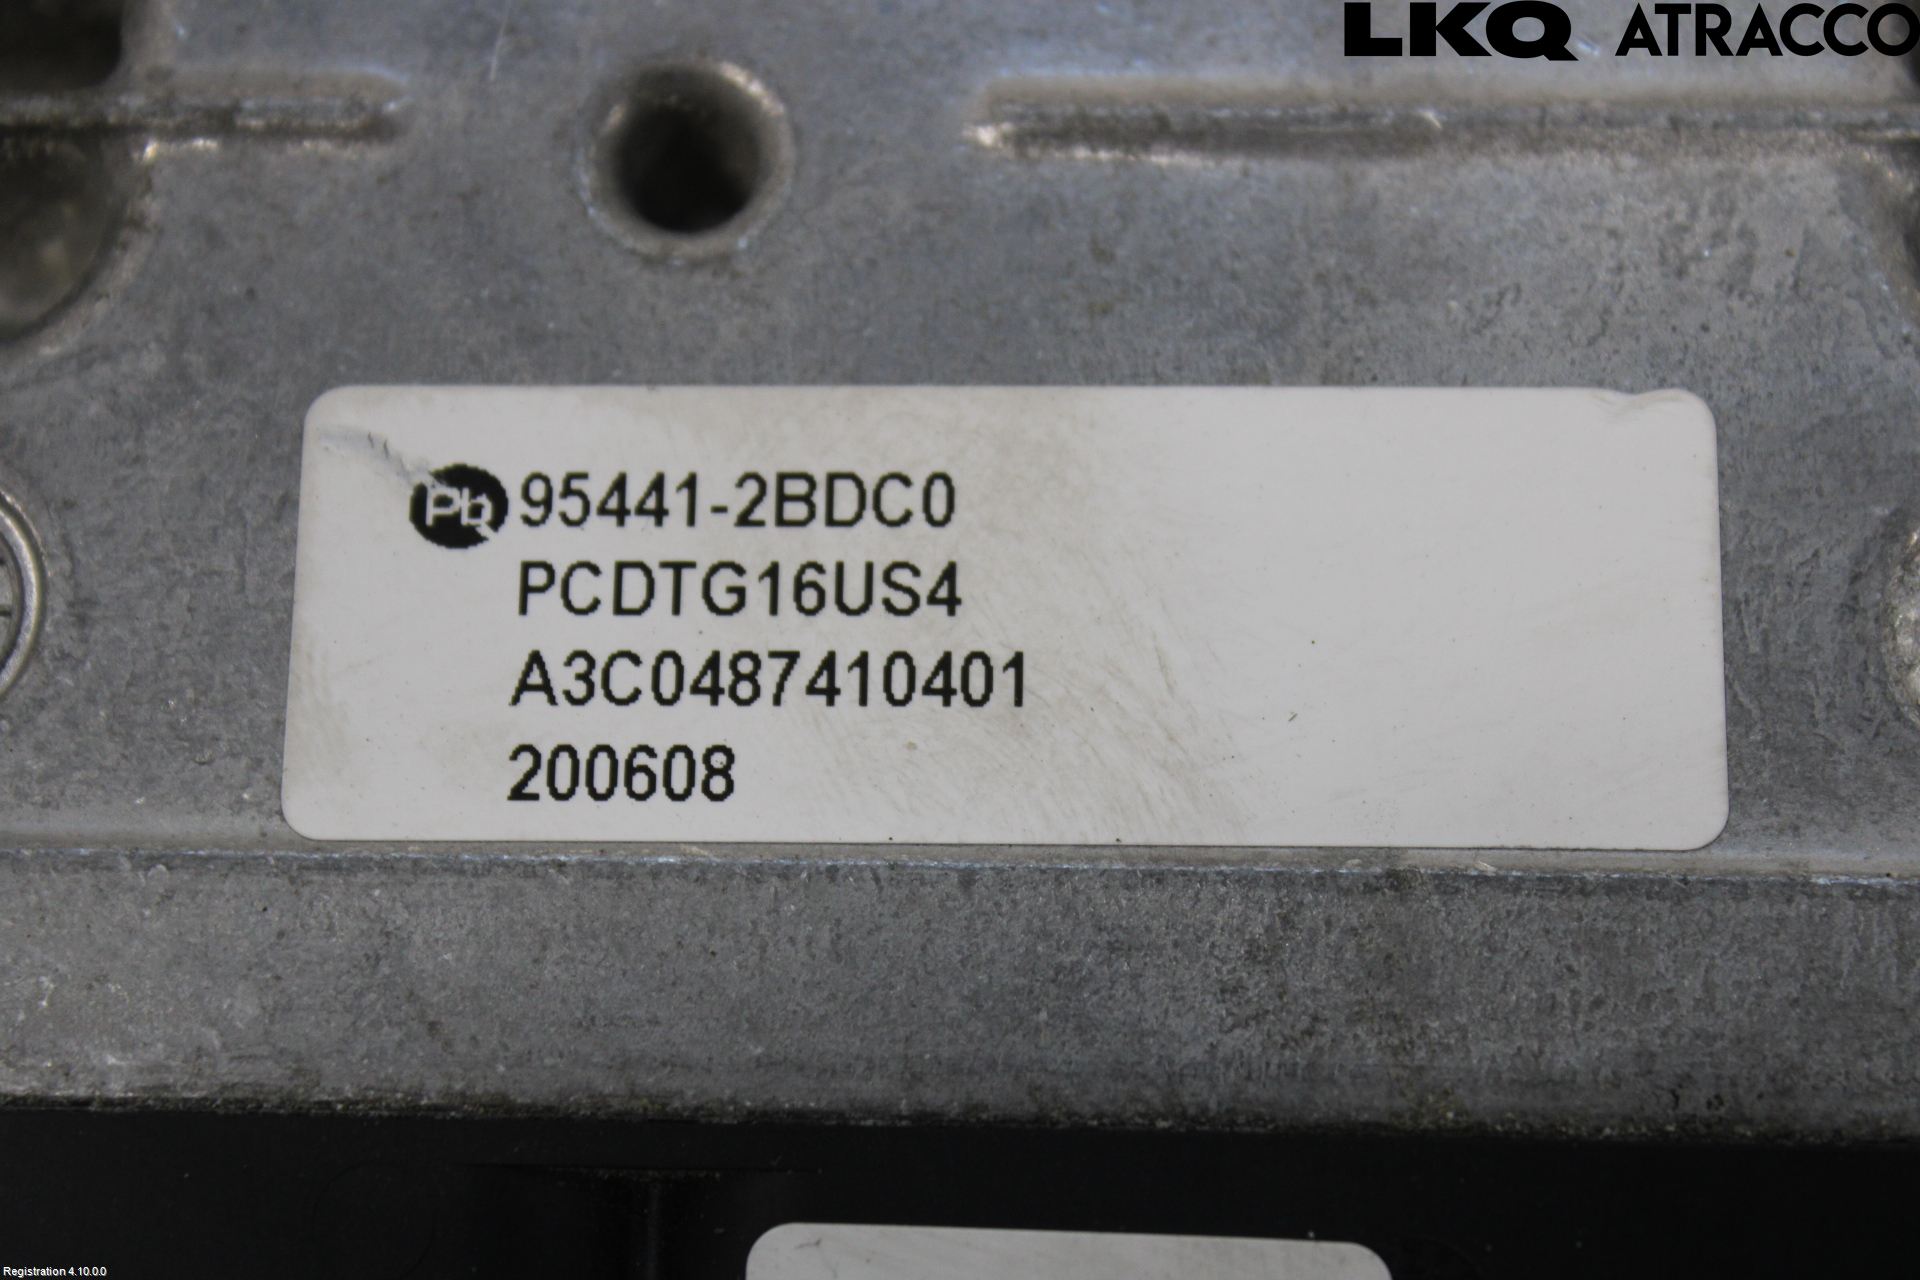 LKQ ATRACCO
Pb 95441-2BDC0
PCDTG16US4
A3C0487410401
200608
Registration 4.10.0.0